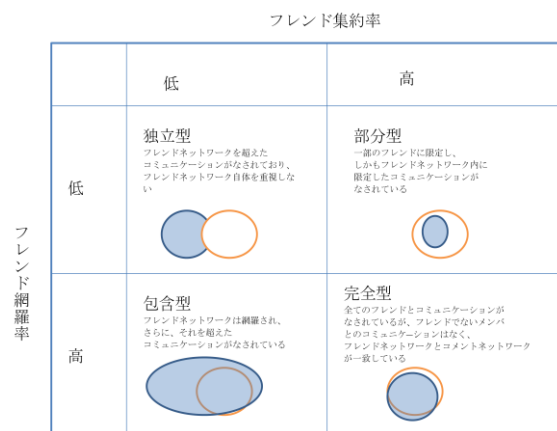 フレンド集約率
低
高
フレンド網羅率
低
独立型
フレンドネットワークを超えた
コミュニケーションがなされており、
フレンドネットワーク自体を重視しな
い
部分型
一部のフレンドに限定し、
しかもフレンドネットワーク内に
限定したコミュニケーションが
なされている
高
包含型
フレンドネットワークは網羅され、
さらに、それを超えた
コミュニケーションがなされている
完全型
全てのフレンドとコミュニケーションが
なされているが、フレンドでないメンバ
とのコミュニケーションはなく、
フレンドネットワークとコメントネットワーク
が一致している